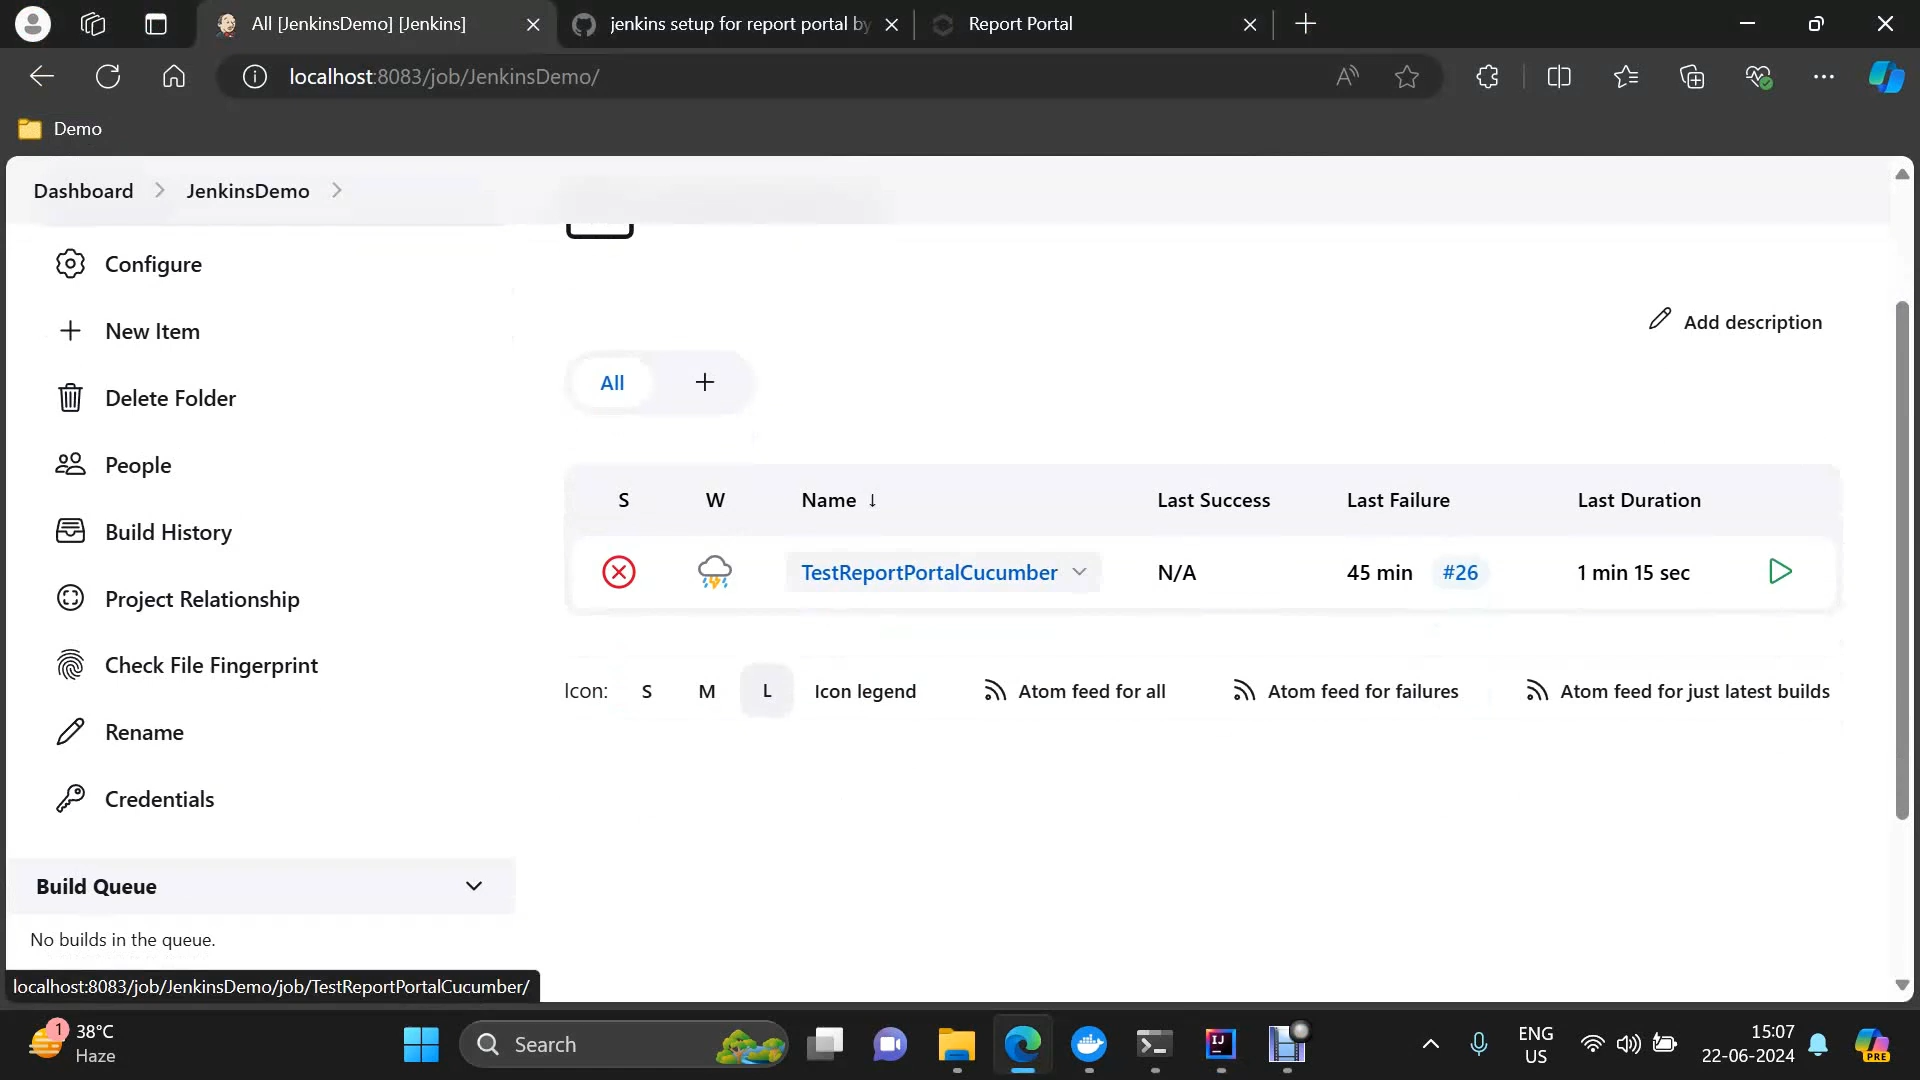 All [JenkinsDemo] [Jenkins]
jenkins setup for report portal by
Report Portal
localhost:8083/job/JenkinsDemo/
Demo
Dashboard
JenkinsDemo
Configure
New Item
Delete Folder
People
Build History
Project Relationship
Check File Fingerprint
Rename
Credentials
Build Queue
No builds in the queue.
Add description
All
S W Name ↓ Last Success Last Failure Last Duration
TestReportPortalCucumber N/A 45 min #26 1 min 15 sec
Icon: S M L Icon legend Atom feed for all Atom feed for failures Atom feed for just latest builds
localhost:8083/job/JenkinsDemo/job/TestReportPortalCucumber/
1
38°C
Haze
Search
IJ
ENG
US
15:07
22-06-2024
PRE